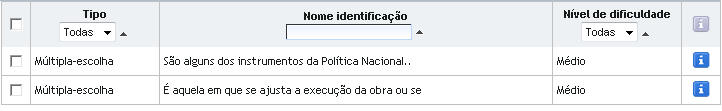 Tipo Nome identificação Nível de dificuldade
Todas Todas
Múltipla-escolha São alguns dos instrumentos da Política Nacional.. Médio
Múltipla-escolha É aquela em que se ajusta a execução da obra ou se Médio